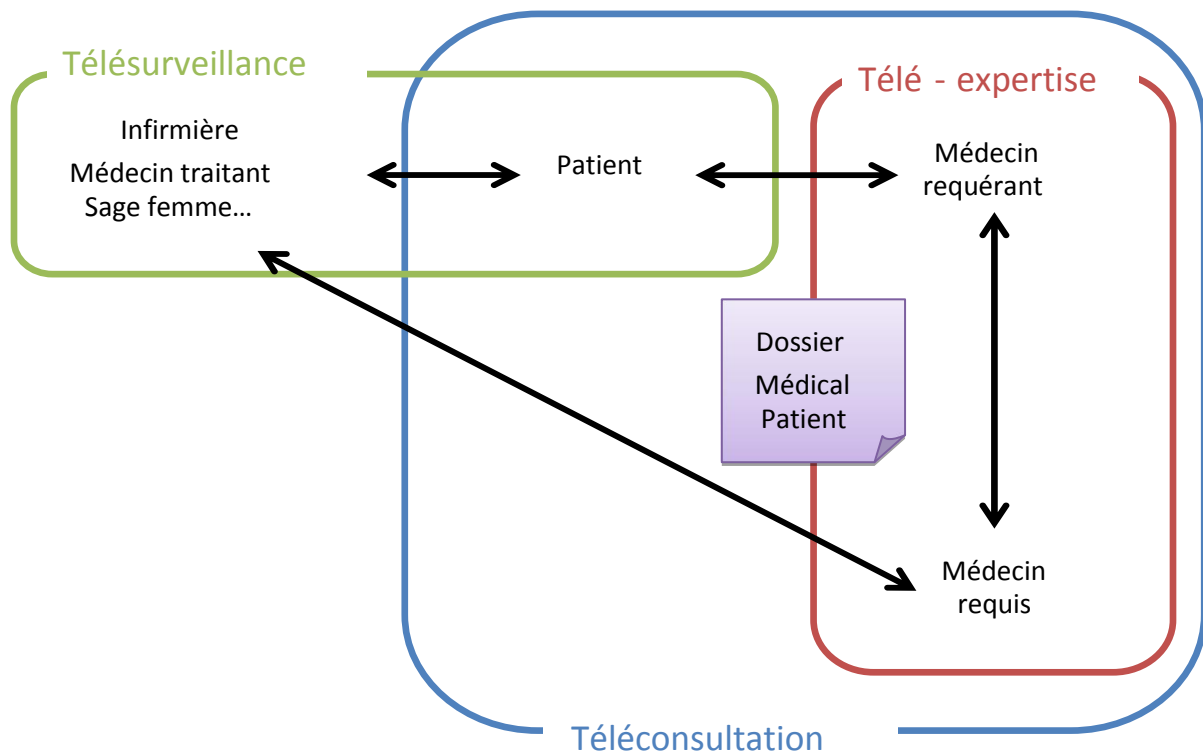 Télésurveillance
Télé - expertise
Infirmière
Médecin traitant
Sage femme…
Patient
Médecin
requérant
Dossier
Médical
Patient
Médecin
requis
Téléconsultation